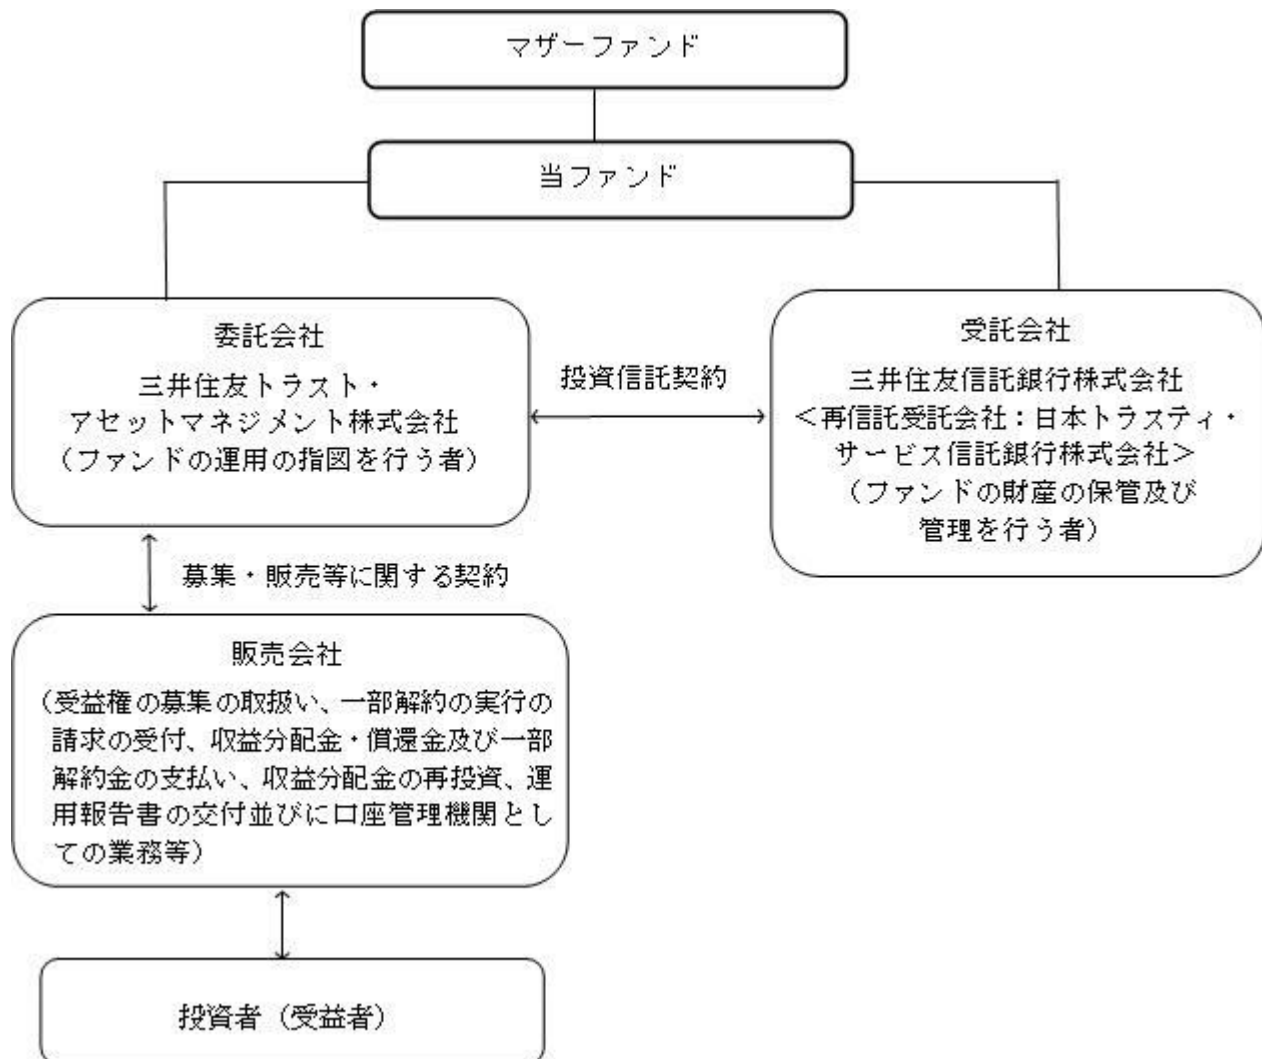 マザーファンド
当ファンド
委託会社
三井住友トラスト・
アセットマネジメント株式会社
（ファンドの運用の指図を行う者）
投資信託契約
受託会社
三井住友信託銀行株式会社
＜再信託受託会社：日本トラスティ・
サービス信託銀行株式会社＞
（ファンドの財産の保管及び
管理を行う者）
募集・販売等に関する契約
販売会社
（受益権の募集の取扱い、一部解約の実行の
請求の受付、収益分配金・償還金及び一部
解約金の支払い、収益分配金の再投資、運
用報告書の交付並びに口座管理機関とし
ての業務等）
投資者（受益者）